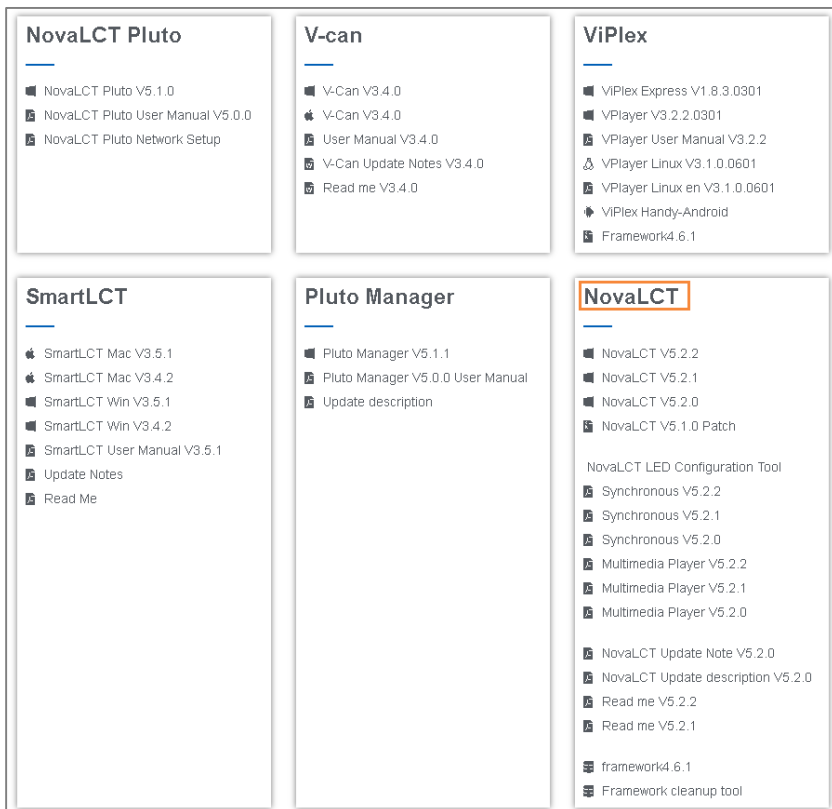 NovaLCT Pluto
NovaLCT Pluto V5.1.0
NovaLCT Pluto User Manual V5.0.0
NovaLCT Pluto Network Setup
V-can
V-Can V3.4.0
V-Can V3.4.0
User Manual V3.4.0
V-Can Update Notes V3.4.0
Read me V3.4.0
ViPlex
ViPlex Express V1.8.3.0301
VPlayer V3.2.2.0301
VPlayer User Manual V3.2.2
VPlayer Linux V3.1.0.0601
VPlayer Linux en V3.1.0.0601
ViPlex Handy-Android
Framework4.6.1
SmartLCT
SmartLCT Mac V3.5.1
SmartLCT Mac V3.4.2
SmartLCT Win V3.5.1
SmartLCT Win V3.4.2
SmartLCT User Manual V3.5.1
Update Notes
Read Me
Pluto Manager
Pluto Manager V5.1.1
Pluto Manager V5.0.0 User Manual
Update description
NovaLCT
NovaLCT V5.2.2
NovaLCT V5.2.1
NovaLCT V5.2.0
NovaLCT V5.1.0 Patch
NovaLCT LED Configuration Tool
Synchronous V5.2.2
Synchronous V5.2.1
Synchronous V5.2.0
Multimedia Player V5.2.2
Multimedia Player V5.2.1
Multimedia Player V5.2.0
NovaLCT Update Note V5.2.0
NovaLCT Update description V5.2.0
Read me V5.2.2
Read me V5.2.1
framework4.6.1
Framework cleanup tool